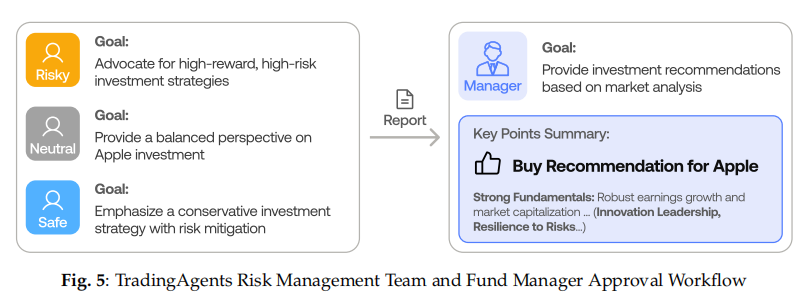 Risky
Goal:
Advocate for high-reward, high-risk
investment strategies
Neutral
Goal:
Provide a balanced perspective on
Apple investment
Safe
Goal:
Emphasize a conservative investment
strategy with risk mitigation
Report
Manager
Goal:
Provide investment recommendations
based on market analysis
Key Points Summary:
Buy Recommendation for Apple
Strong Fundamentals: Robust earnings growth and
market capitalization ... (Innovation Leadership,
Resilience to Risks...)
Fig. 5: TradingAgents Risk Management Team and Fund Manager Approval Workflow